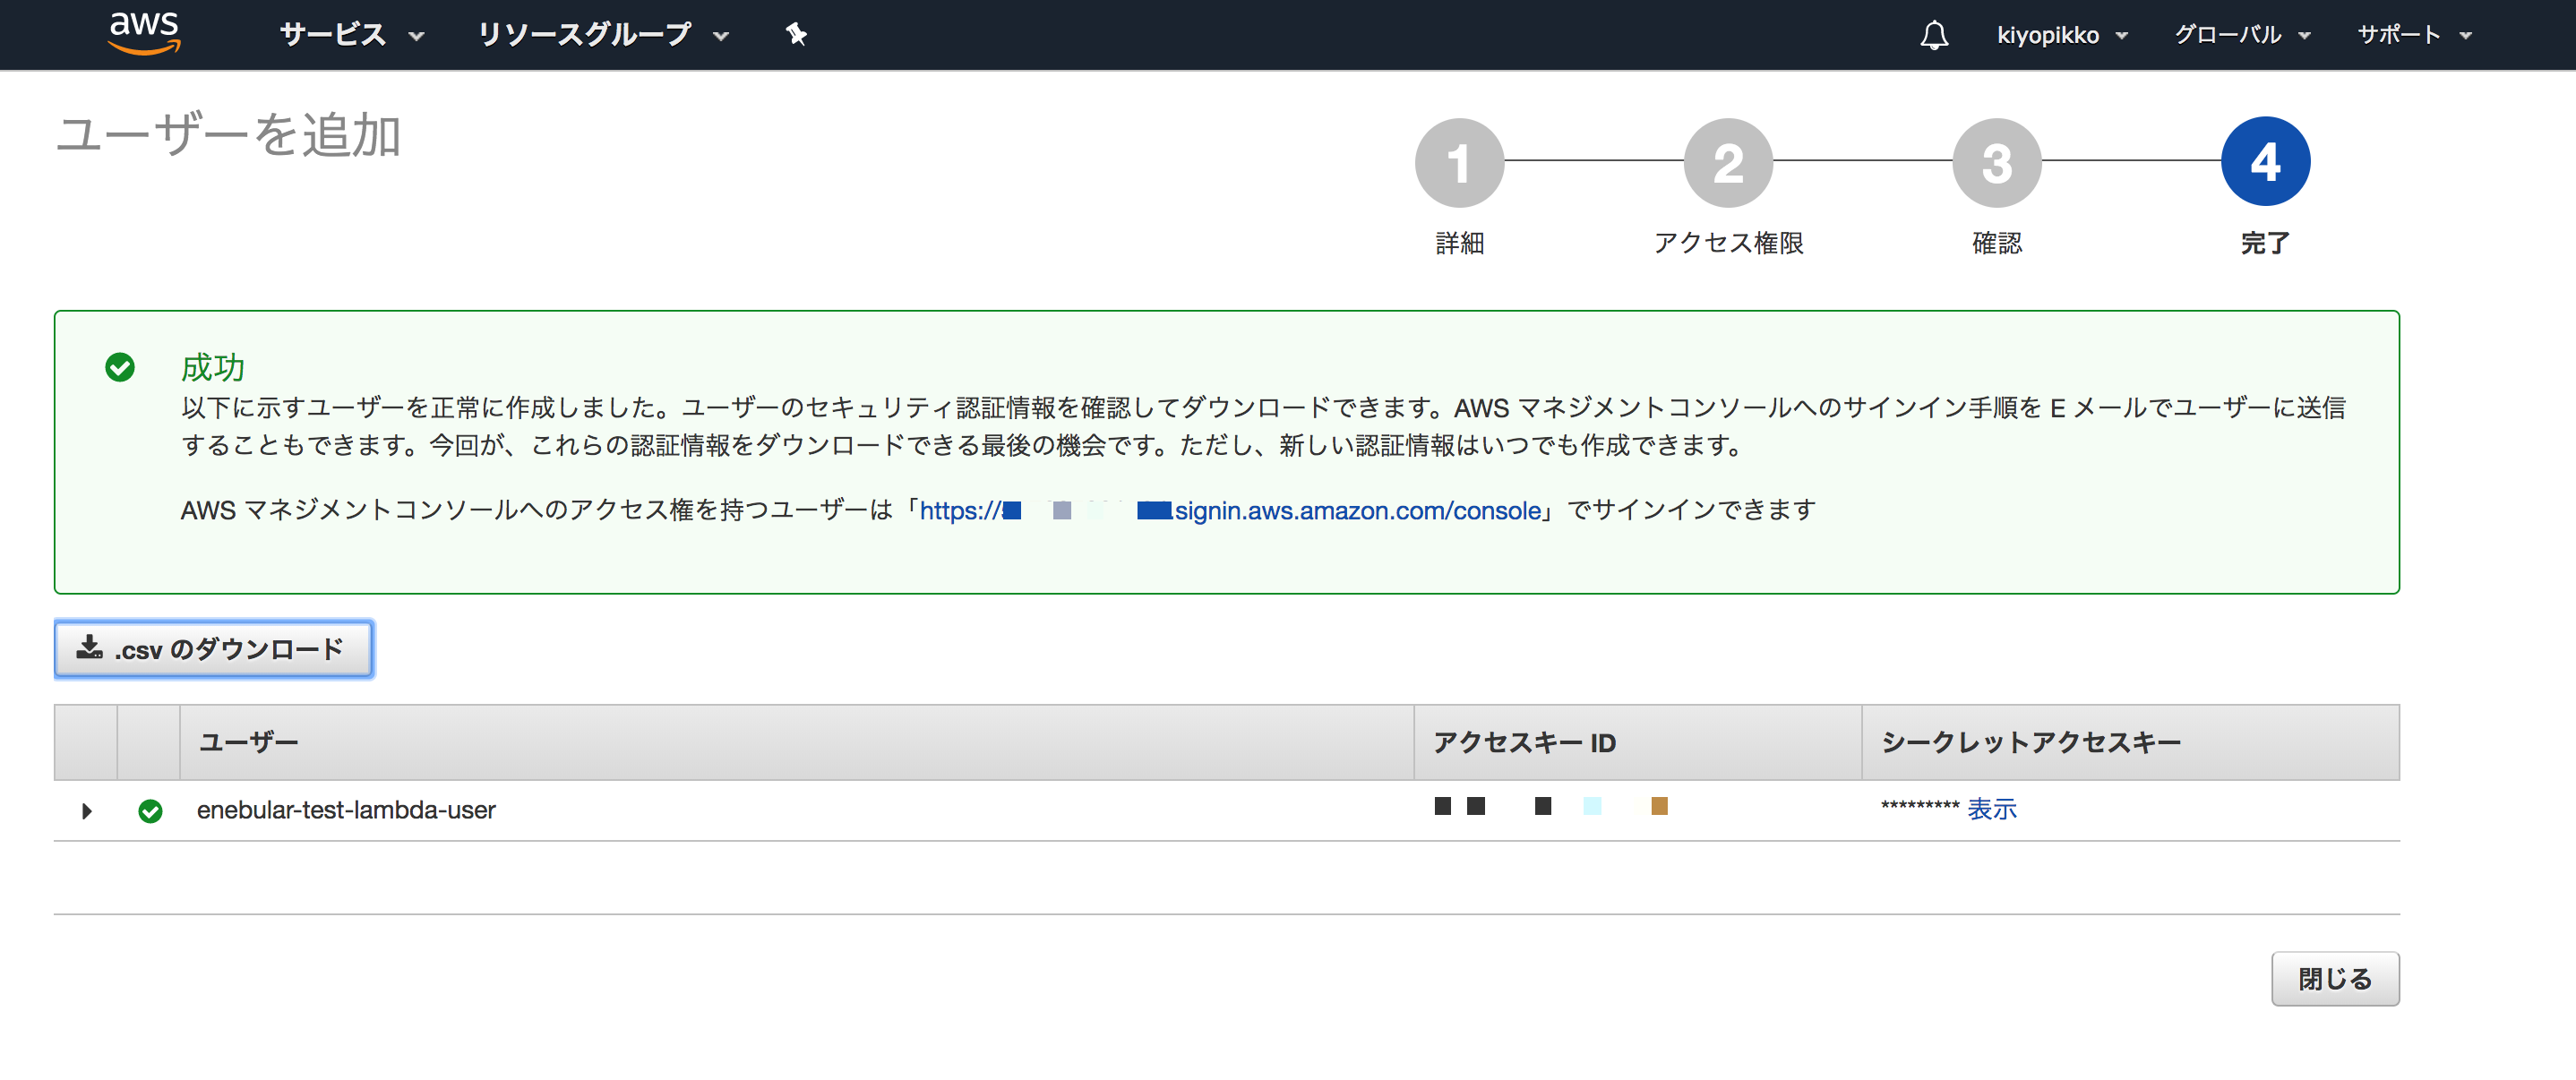 aws サービス リソースグループ kiyopikko グローバル サポート
ユーザーを追加
1 2 3 4
詳細 アクセス権限 確認 完了
成功
以下に示すユーザーを正常に作成しました。ユーザーのセキュリティ認証情報を確認してダウンロードできます。AWS マネジメントコンソールへのサインイン手順を E メールでユーザーに送信
することもできます。今回が、これらの認証情報をダウンロードできる最後の機会です。ただし、新しい認証情報はいつでも作成できます。
AWS マネジメントコンソールへのアクセス権を持つユーザーは「https:// .signin.aws.amazon.com/console」でサインインできます
.csv のダウンロード
ユーザー アクセスキー ID シークレットアクセスキー
enebular-test-lambda-user ********* 表示
閉じる